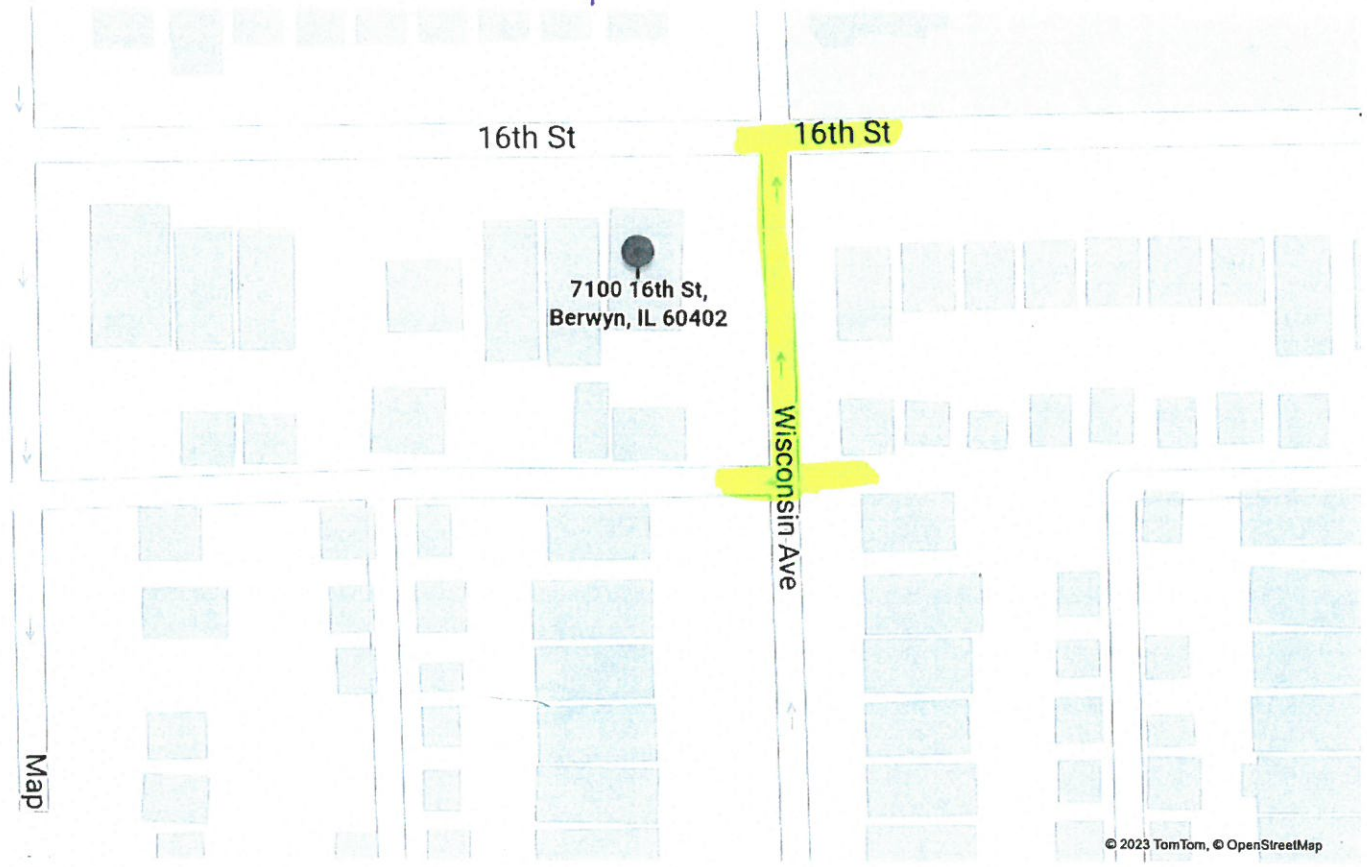 16th St
16th St
7100 16th St,
Berwyn, IL 60402
Wisconsin Ave
Map
© 2023 TomTom, © OpenStreetMap